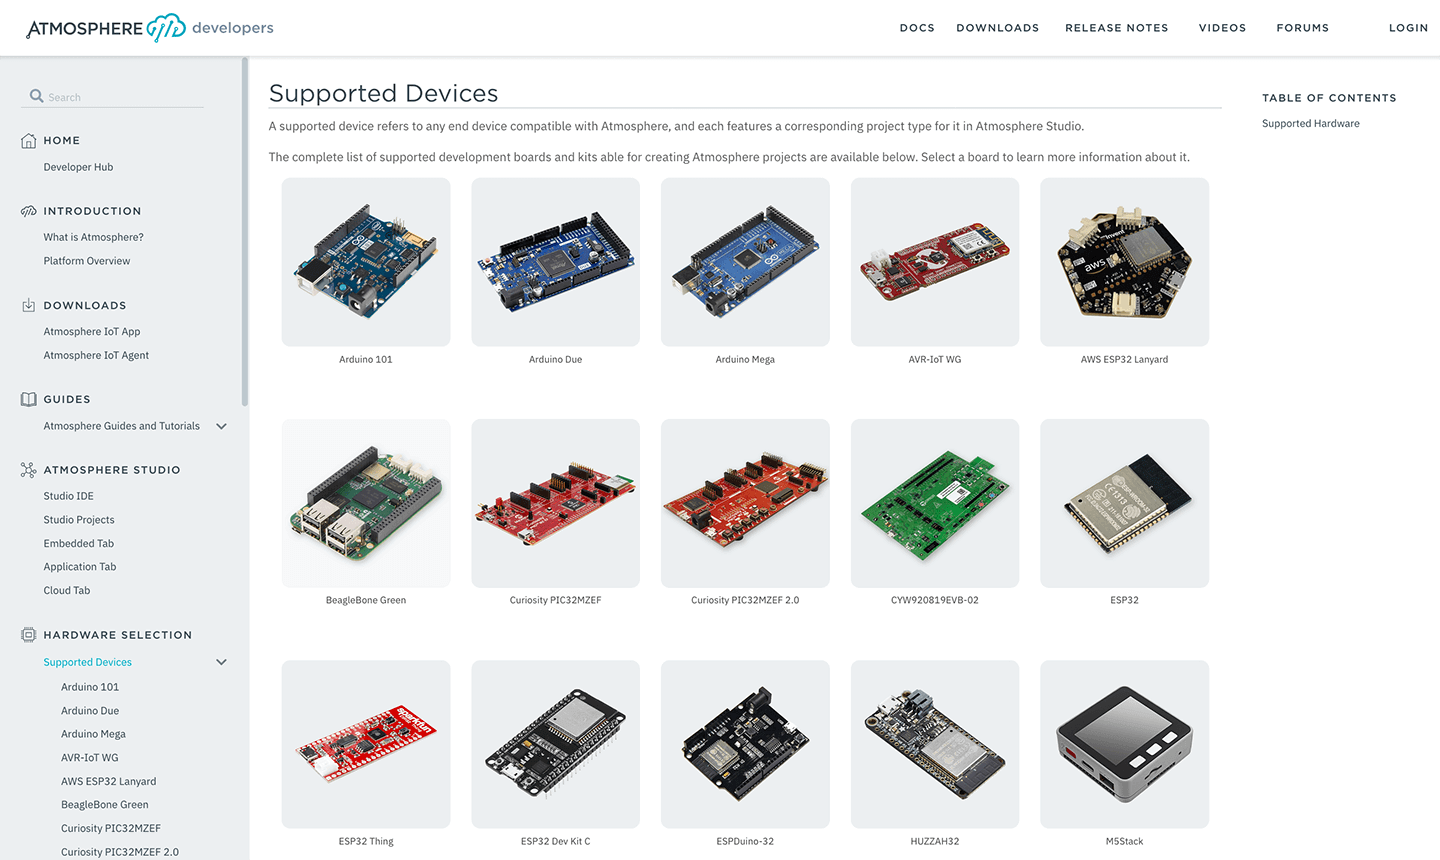 ATMOSPHERE developers
DOCS
DOWNLOADS
RELEASE NOTES
VIDEOS
FORUMS
LOGIN
Search
HOME
Developer Hub
INTRODUCTION
What is Atmosphere?
Platform Overview
DOWNLOADS
Atmosphere IoT App
Atmosphere IoT Agent
GUIDES
Atmosphere Guides and Tutorials
ATMOSPHERE STUDIO
Studio IDE
Studio Projects
Embedded Tab
Application Tab
Cloud Tab
HARDWARE SELECTION
Supported Devices
Arduino 101
Arduino Due
Arduino Mega
AVR-IoT WG
AWS ESP32 Lanyard
BeagleBone Green
Curiosity PIC32MZEF
Curiosity PIC32MZEF 2.0
Supported Devices
A supported device refers to any end device compatible with Atmosphere, and each features a corresponding project type for it in Atmosphere Studio.
The complete list of supported development boards and kits able for creating Atmosphere projects are available below. Select a board to learn more information about it.
aws
Arduino 101
Arduino Due
Arduino Mega
AVR-IoT WG
AWS ESP32 Lanyard
BeagleBone Green
Curiosity PIC32MZEF
Curiosity PIC32MZEF 2.0
CYW920819EVB-02
ESP32
sparkfun
ESP32 Thing
ESP32 Dev Kit C
ESPDuino-32
HUZZAH32
M5Stack
TABLE OF CONTENTS
Supported Hardware